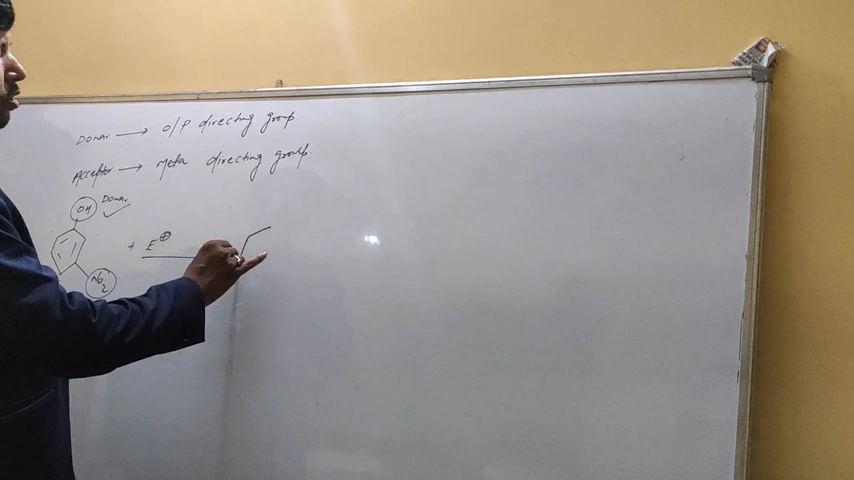 Donar → O/P directing group.
Acceptor → Meta directing group.
OH Donar ✓
+ E⊕
NO2